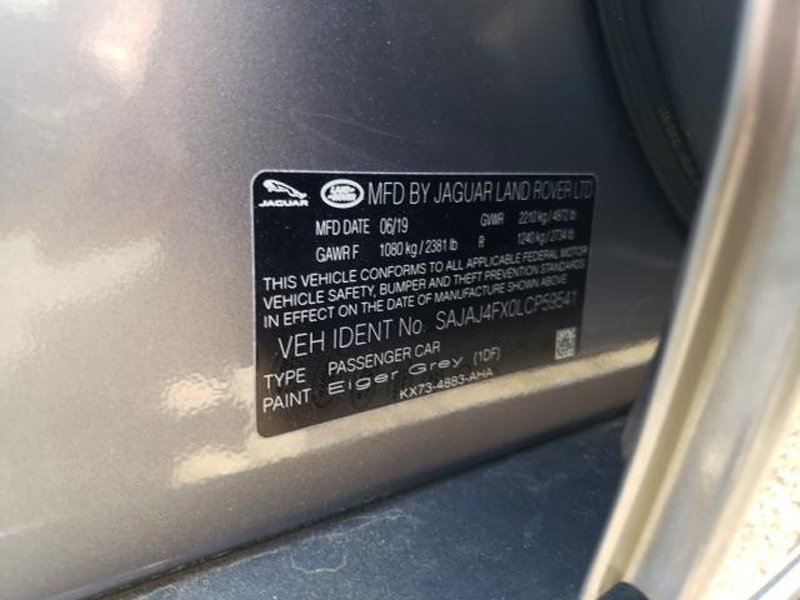 JAGUAR LAND ROVER MFD BY JAGUAR LAND ROVER LTD
MFD DATE 06/19 GVWR 2210 kg / 4872 lb
GAWR F 1080 kg / 2381 lb R 1240 kg / 2734 lb
THIS VEHICLE CONFORMS TO ALL APPLICABLE FEDERAL MOTOR
VEHICLE SAFETY, BUMPER AND THEFT PREVENTION STANDARDS
IN EFFECT ON THE DATE OF MANUFACTURE SHOWN ABOVE
VEH IDENT No. SAJAJ4FX0LCP59541
TYPE PASSENGER CAR
PAINT Eiger Grey (1DF)
KX73-4883-AHA